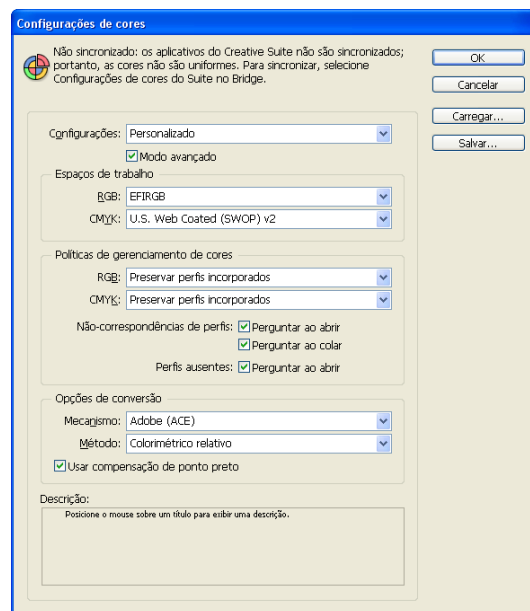 Configurações de cores
Não sincronizado: os aplicativos do Creative Suite não são sincronizados;
portanto, as cores não são uniformes. Para sincronizar, selecione
Configurações de cores do Suite no Bridge.
OK
Cancelar
Carregar...
Salvar...
Configurações: Personalizado
Modo avançado
Espaços de trabalho
RGB: EFIRGB
CMYK: U.S. Web Coated (SWOP) v2
Políticas de gerenciamento de cores
RGB: Preservar perfis incorporados
CMYK: Preservar perfis incorporados
Não-correspondências de perfis: Perguntar ao abrir
Perguntar ao colar
Perfis ausentes: Perguntar ao abrir
Opções de conversão
Mecanismo: Adobe (ACE)
Método: Colorimétrico relativo
Usar compensação de ponto preto
Descrição:
Posicione o mouse sobre um título para exibir uma descrição.